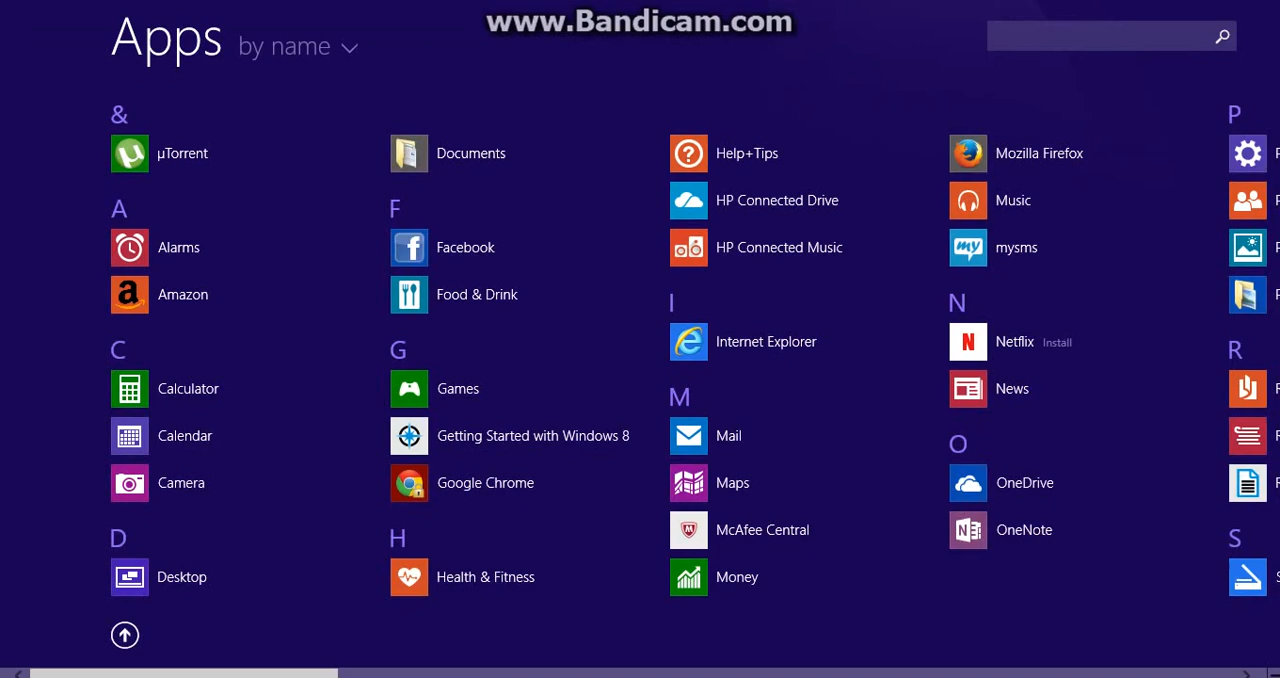 www.Bandicam.com
Apps by name
&
µTorrent
A
Alarms
Amazon
C
Calculator
Calendar
Camera
D
Desktop
Documents
F
Facebook
Food & Drink
G
Games
Getting Started with Windows 8
Google Chrome
H
Health & Fitness
Help+Tips
HP Connected Drive
HP Connected Music
I
Internet Explorer
M
Mail
Maps
McAfee Central
Money
Mozilla Firefox
Music
mysms
N
Netflix Install
News
O
OneDrive
OneNote
P
R
S